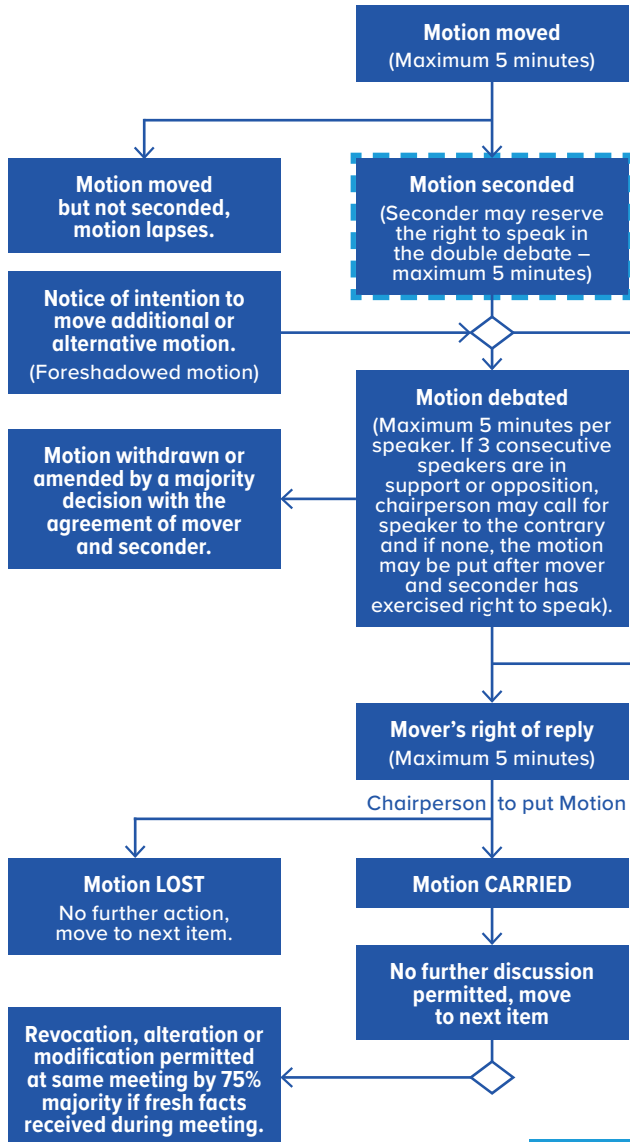 Motion moved
(Maximum 5 minutes)
Motion moved
but not seconded,
motion lapses.
Motion seconded
(Seconder may reserve
the right to speak in
the double debate –
maximum 5 minutes)
Notice of intention to
move additional or
alternative motion.
(Foreshadowed motion)
Motion debated
(Maximum 5 minutes per
speaker. If 3 consecutive
speakers are in
support or opposition,
chairperson may call for
speaker to the contrary
and if none, the motion
may be put after mover
and seconder has
exercised right to speak).
Motion withdrawn or
amended by a majority
decision with the
agreement of mover
and seconder.
Mover’s right of reply
(Maximum 5 minutes)
Chairperson to put Motion
Motion LOST
No further action,
move to next item.
Motion CARRIED
No further discussion
permitted, move
to next item
Revocation, alteration or
modification permitted
at same meeting by 75%
majority if fresh facts
received during meeting.